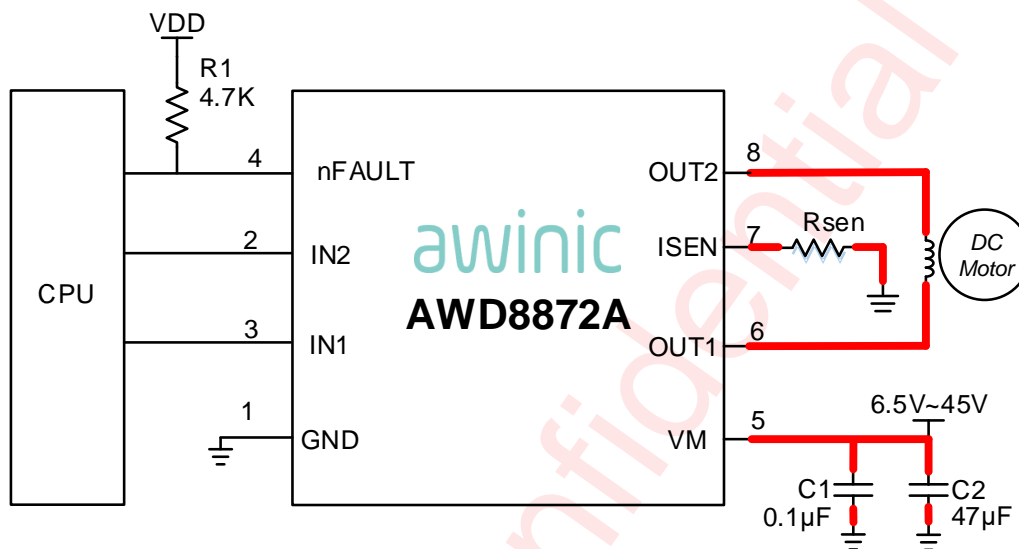 VDD
R1
4.7K
CPU
4
nFAULT
2
IN2
3
IN1
1
GND
awinic
AWD8872A
OUT2
8
ISEN
7
Rsen
OUT1
6
VM
5
DC
Motor
6.5V~45V
C1
0.1µF
C2
47µF
nfidential